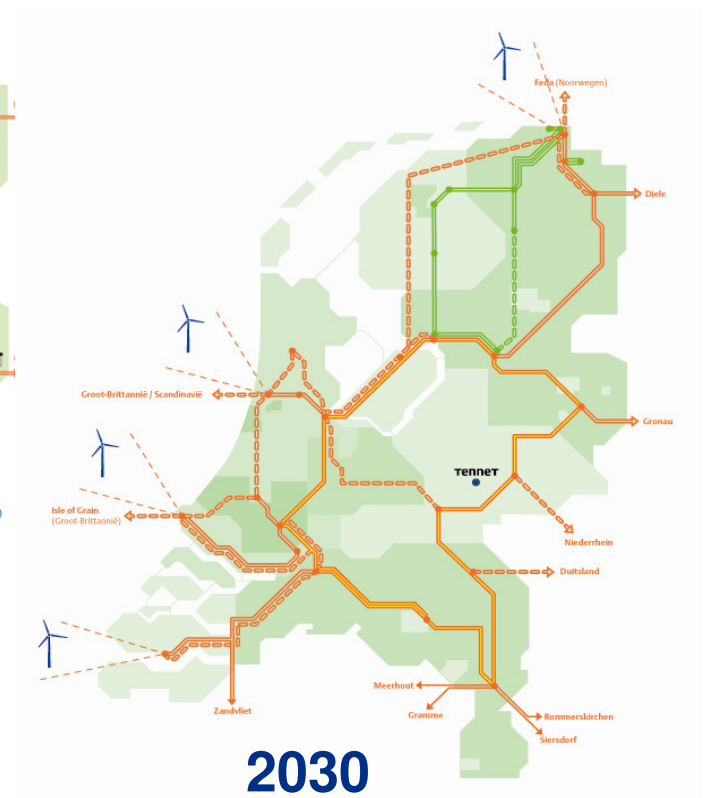 Feda (Noorwegen)
Diele
Groot-Brittannië / Scandinavië
Gronau
TenneT
Isle of Grain
(Groot-Brittannië)
Niederrhein
Duitsland
Meerhout
Gramme
Zandvliet
Rommerskirchen
Siersdorf
2030